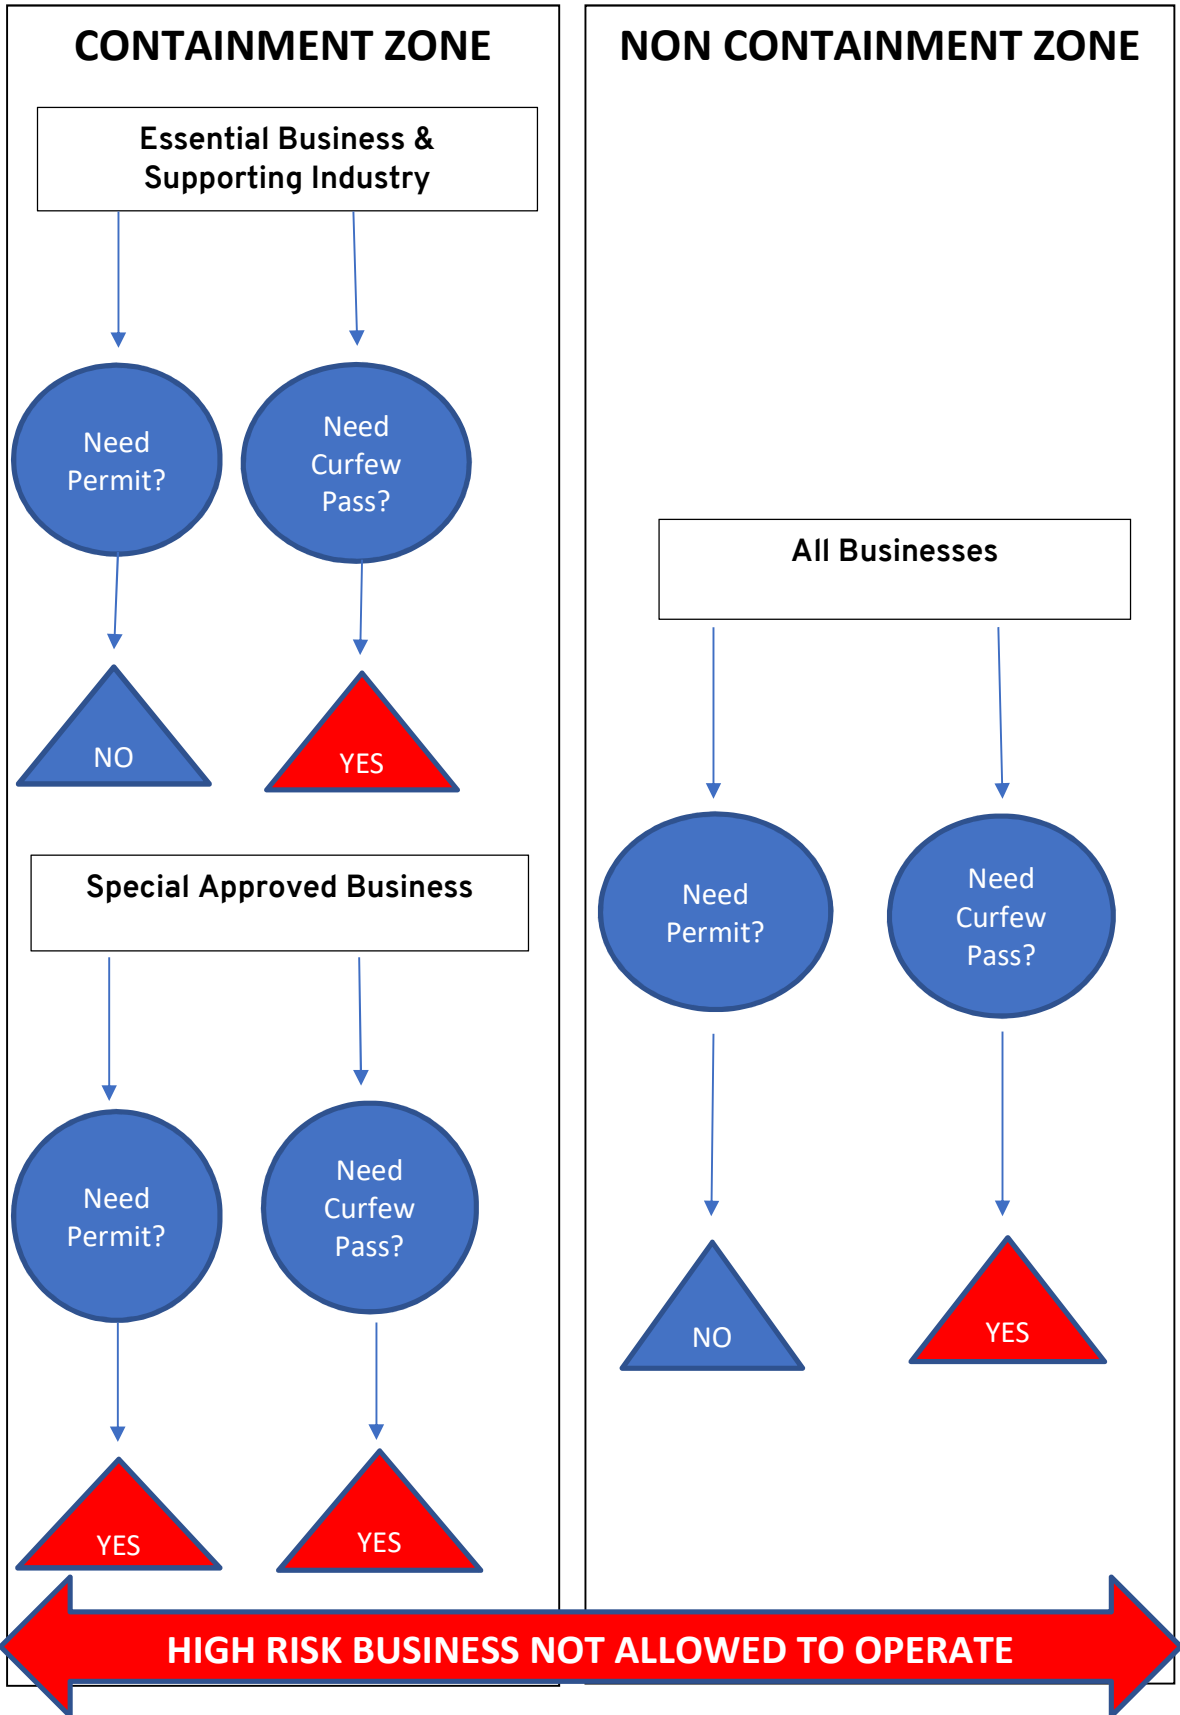 CONTAINMENT ZONE
Essential Business &
Supporting Industry
Need
Permit?
Need
Curfew
Pass?
NO
YES
Special Approved Business
Need
Permit?
Need
Curfew
Pass?
YES
YES
NON CONTAINMENT ZONE
All Businesses
Need
Permit?
Need
Curfew
Pass?
NO
YES
HIGH RISK BUSINESS NOT ALLOWED TO OPERATE